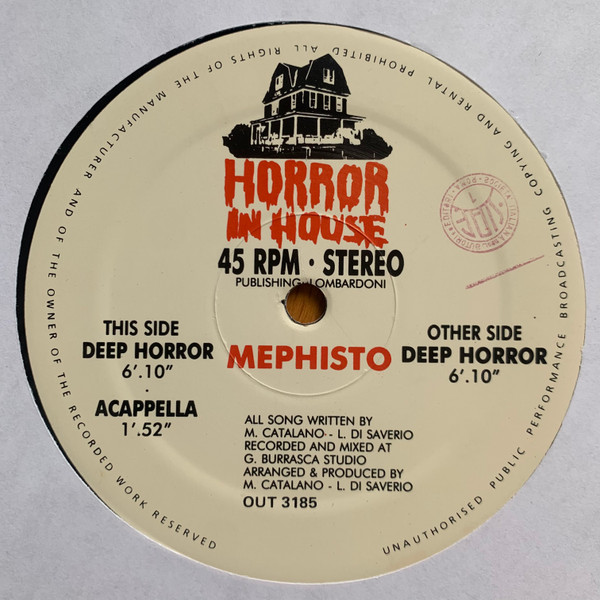 ALL RIGHTS OF THE MANUFACTURER AND OF THE OWNER OF THE RECORDED WORK RESERVED
UNAUTHORISED PUBLIC PERFORMANCE BROADCASTING COPYING AND RENTAL PROHIBITED
HORROR
IN HOUSE
45 RPM · STEREO
PUBLISHING LOMBARDONI
THIS SIDE
DEEP HORROR
6'.10"
ACAPPELLA
1'.52"
MEPHISTO
OTHER SIDE
DEEP HORROR
6'.10"
ALL SONG WRITTEN BY
M. CATALANO - L. DI SAVERIO
RECORDED AND MIXED AT
G. BURRASCA STUDIO
ARRANGED & PRODUCED BY
M. CATALANO - L. DI SAVERIO
OUT 3185